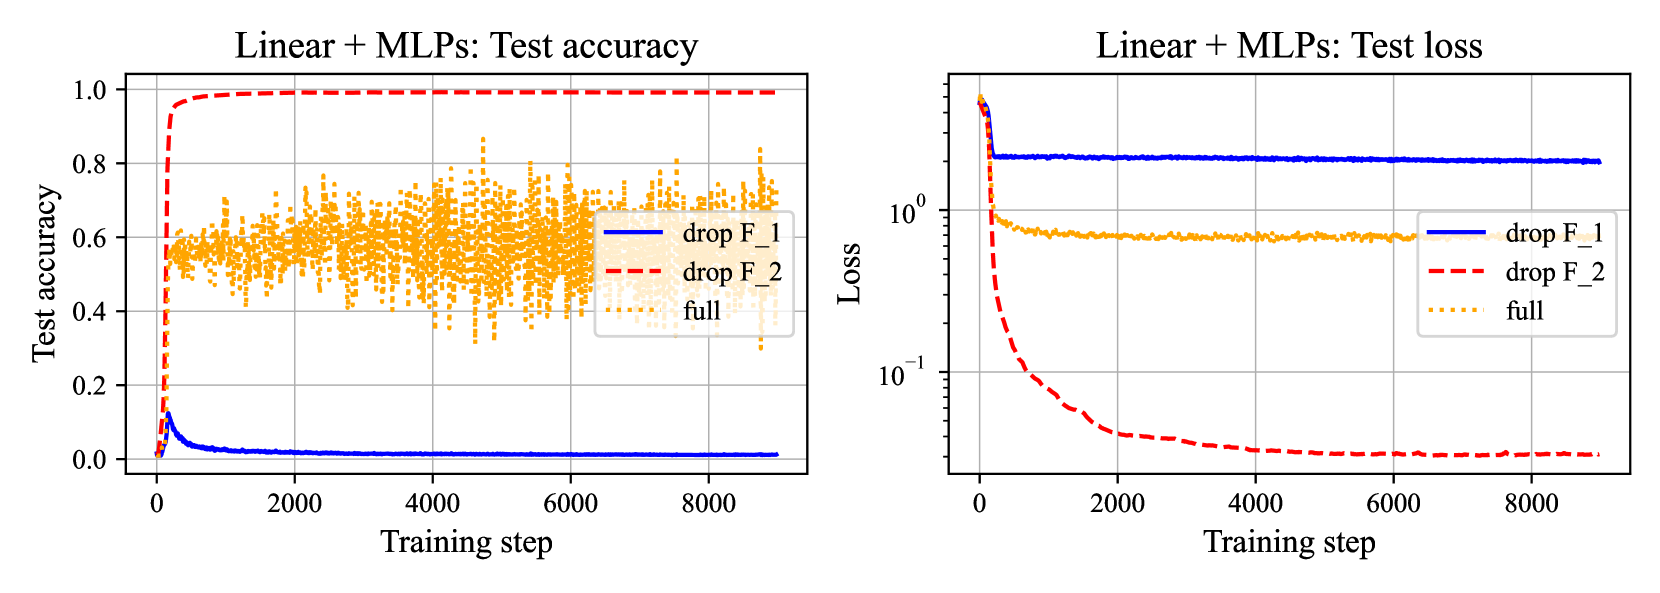 Linear + MLPs: Test accuracy
Test accuracy
1.0
0.8
0.6
0.4
0.2
0.0
drop F_1
drop F_2
full
0 2000 4000 6000 8000
Training step
Linear + MLPs: Test loss
Loss
10^0
10^−1
drop F_1
drop F_2
full
0 2000 4000 6000 8000
Training step